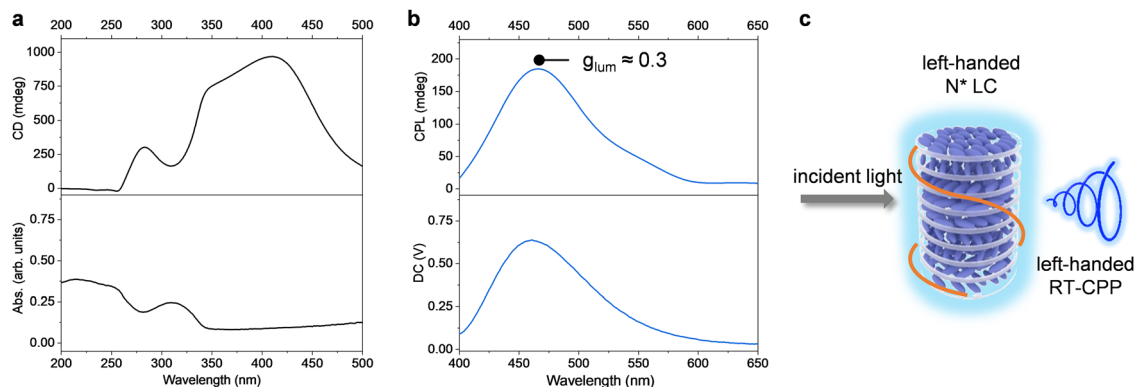 a
200 250 300 350 400 450 500
1000
750
500
250
0
CD (mdeg)
0.75
0.50
0.25
0.00
Abs. (arb. units)
200 250 300 350 400 450 500
Wavelength (nm)
b
400 450 500 550 600 650
200
150
100
50
0
CPL (mdeg)
glum ≈ 0.3
0.75
0.50
0.25
0.00
DC (V)
400 450 500 550 600 650
Wavelength (nm)
c
left-handed
N* LC
incident light
left-handed
RT-CPP